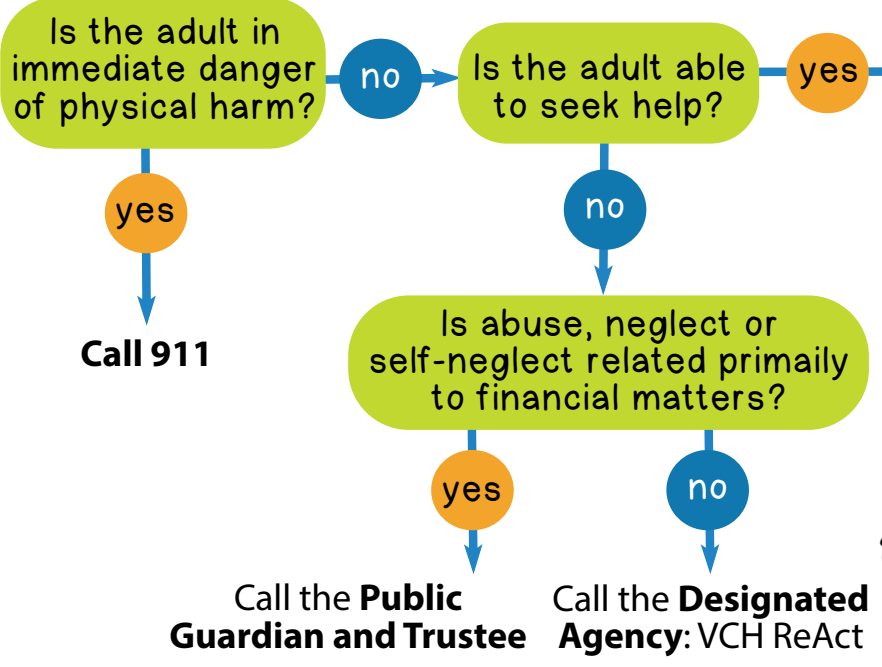 Is the adult in
immediate danger
of physical harm?
no
Is the adult able
to seek help?
yes
yes
no
Call 911
Is abuse, neglect or
self-neglect related primaily
to financial matters?
yes
no
Call the Public
Guardian and Trustee
Call the Designated
Agency: VCH ReAct